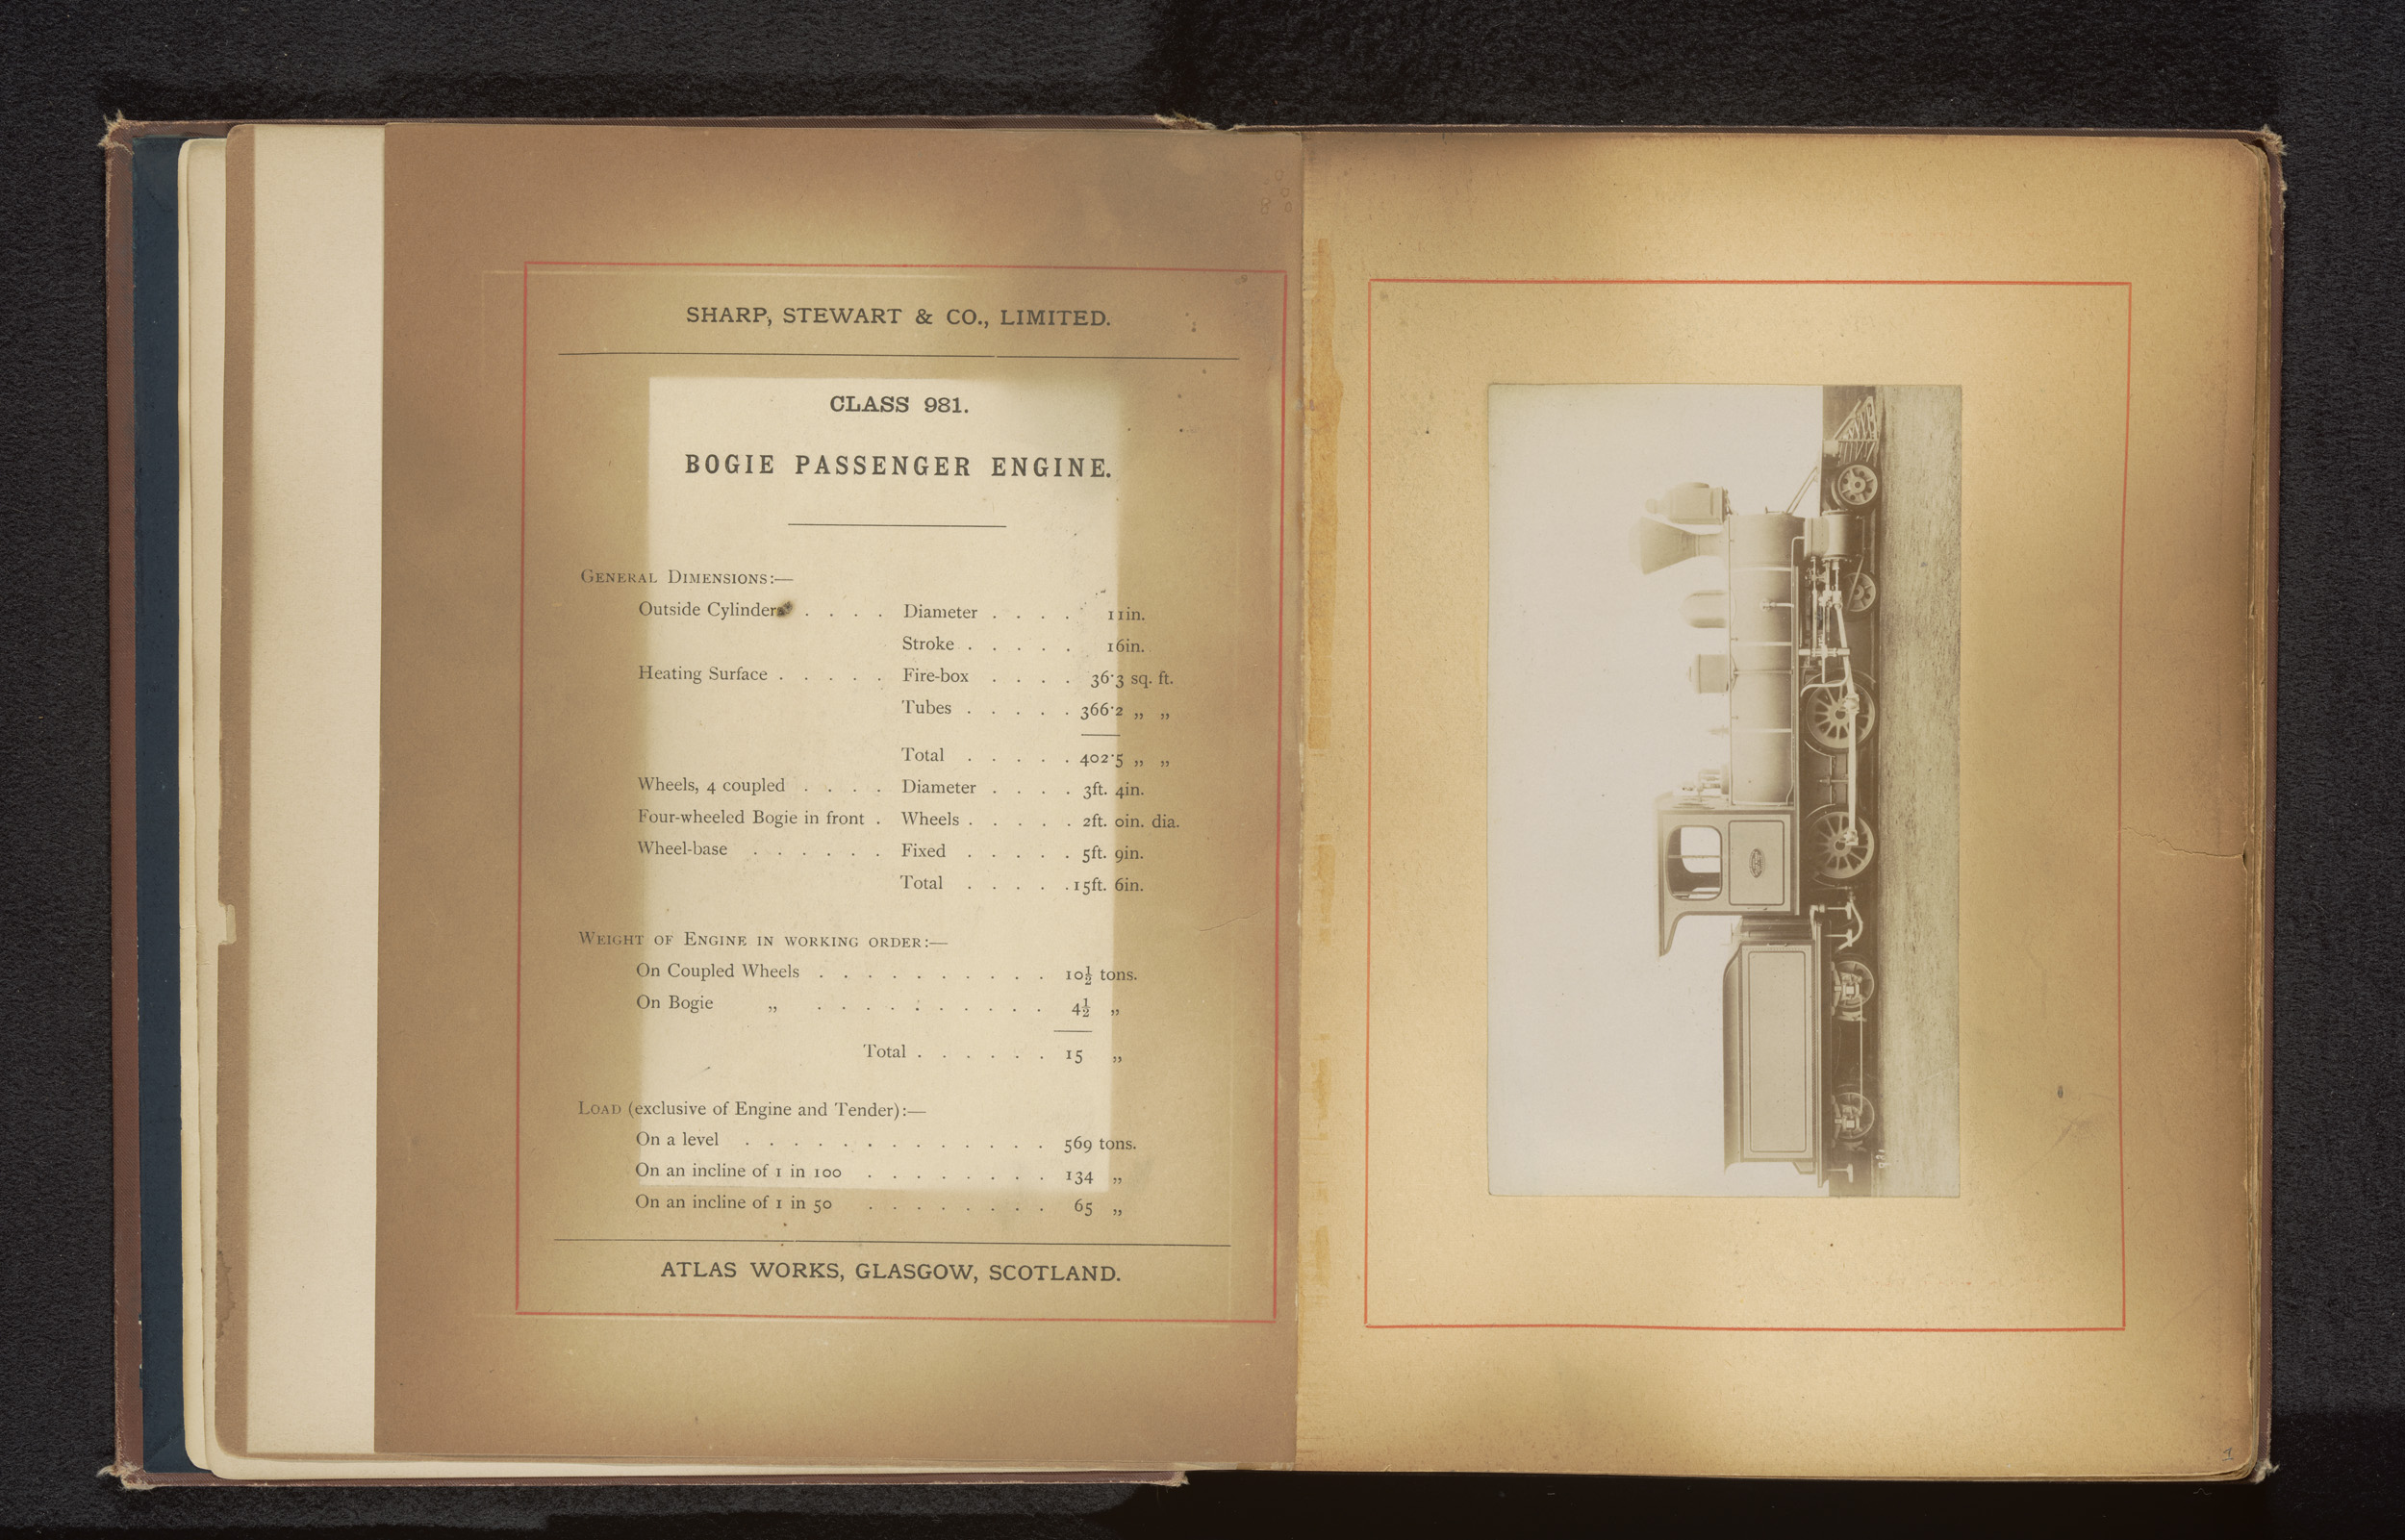 SHARP, STEWART & CO., LIMITED.
CLASS 981.
BOGIE PASSENGER ENGINE.
GENERAL DIMENSIONS:—
Outside Cylinders . . . . Diameter . . . . 11in.
Stroke . . . . . 16in.
Heating Surface . . . . . Fire-box . . . . 36·3 sq. ft.
Tubes . . . . . 366·2 „ „
Total . . . . . 402·5 „ „
Wheels, 4 coupled . . . . Diameter . . . . 3ft. 4in.
Four-wheeled Bogie in front . Wheels . . . . . 2ft. 0in. dia.
Wheel-base . . . . . . Fixed . . . . . 5ft. 9in.
Total . . . . . 15ft. 6in.
WEIGHT OF ENGINE IN WORKING ORDER:—
On Coupled Wheels . . . . . . . . . . 10½ tons.
On Bogie „ . . . . . . . . . . 4½ „
Total . . . . . . 15 „
LOAD (exclusive of Engine and Tender):—
On a level . . . . . . . . . . . . . 569 tons.
On an incline of 1 in 100 . . . . . . . . 134 „
On an incline of 1 in 50 . . . . . . . . 65 „
ATLAS WORKS, GLASGOW, SCOTLAND.
981